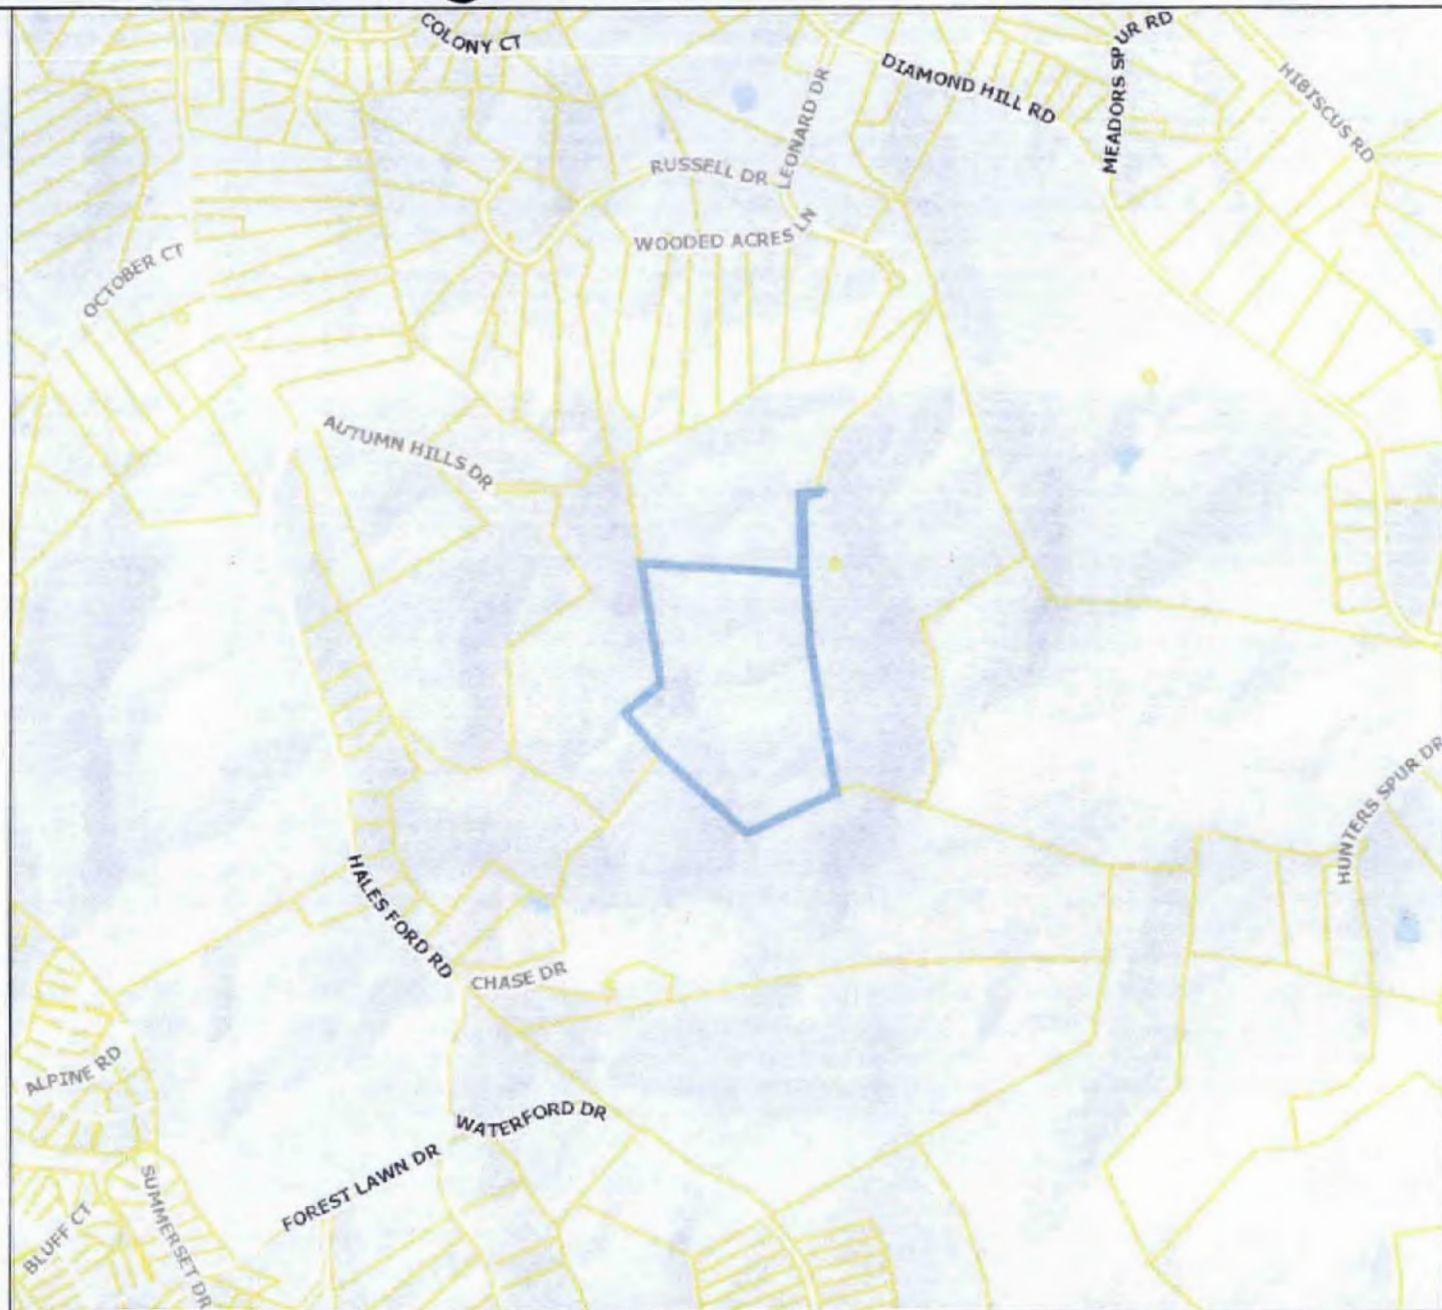 COLONY CT
DIAMOND HILL RD
MEADORS SPUR RD
HIBISCUS RD
LEONARD DR
RUSSELL DR
WOODED ACRES LN
OCTOBER CT
AUTUMN HILLS DR
HUNTERS SPUR DR
HALES FORD RD
CHASE DR
ALPINE RD
WATERFORD DR
FOREST LAWN DR
SUMMERSET DR
BLUFF CT